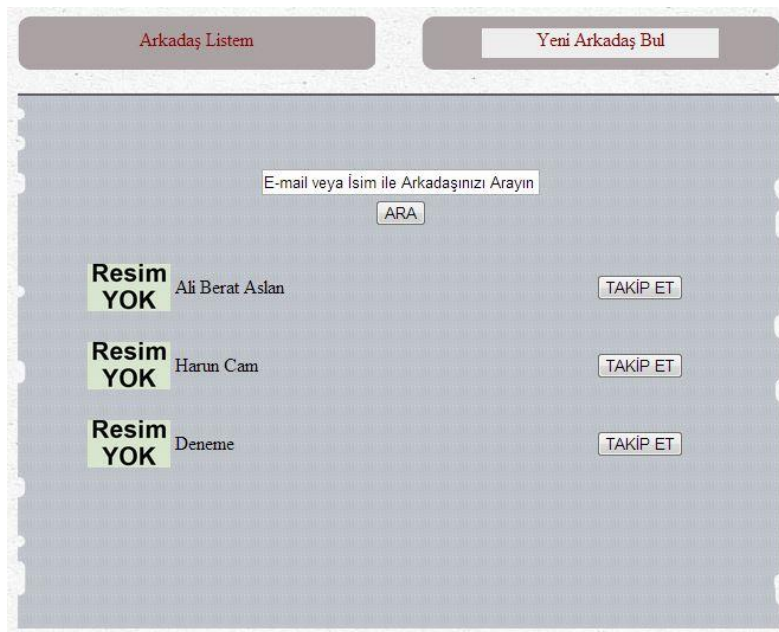 Arkadaş Listem
Yeni Arkadaş Bul
E-mail veya İsim ile Arkadaşınızı Arayın
ARA
Resim
YOK
Ali Berat Aslan
TAKİP ET
Resim
YOK
Harun Cam
TAKİP ET
Resim
YOK
Deneme
TAKİP ET